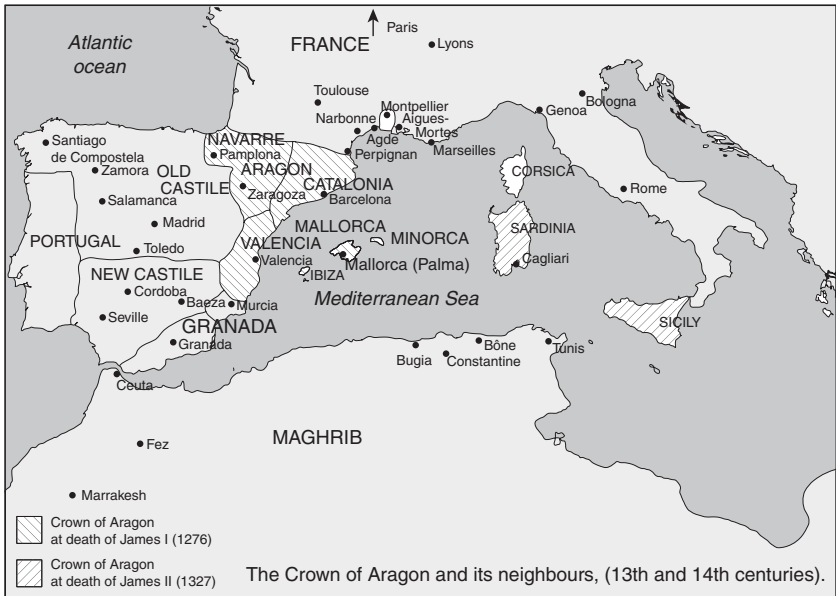 Atlantic
ocean
Paris
FRANCE
Lyons
Toulouse
Montpellier
Narbonne
Aigues-
Mortes
Agde
Perpignan
Marseilles
Genoa
Bologna
Santiago
de Compostela
NAVARRE
Pamplona
ARAGON
Zamora
OLD
CASTILE
Zaragoza
CATALONIA
Barcelona
CORSICA
Rome
Salamanca
Madrid
PORTUGAL
Toledo
VALENCIA
Valencia
MALLORCA
MINORCA
Mallorca (Palma)
IBIZA
SARDINIA
Cagliari
NEW CASTILE
Cordoba
Baeza
Murcia
Mediterranean Sea
Seville
GRANADA
Granada
SICILY
Bugia
Bône
Constantine
Tunis
Ceuta
Fez
MAGHRIB
Marrakesh
Crown of Aragon
at death of James I (1276)
Crown of Aragon
at death of James II (1327)
The Crown of Aragon and its neighbours, (13th and 14th centuries).